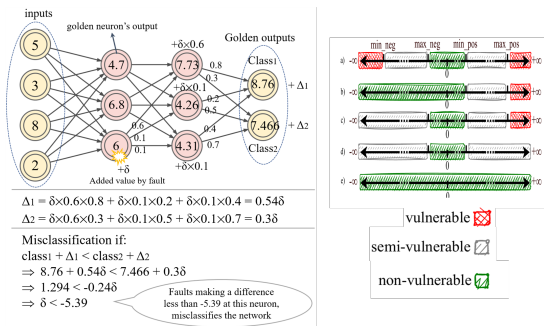 inputs
golden neuron's output
Golden outputs
5
3
8
2
4.7
6.8
6
+δ
Added value by fault
0.6
0.1
0.1
+δ×0.6
7.73
+δ×0.1
4.26
4.31
+δ×0.1
0.8
0.3
0.2
0.5
0.4
0.7
Class1
8.76
+ Δ1
7.466
+ Δ2
Class2
Δ1 = δ×0.6×0.8 + δ×0.1×0.2 + δ×0.1×0.4 = 0.54δ
Δ2 = δ×0.6×0.3 + δ×0.1×0.5 + δ×0.1×0.7 = 0.3δ
Misclassification if:
class1 + Δ1 < class2 + Δ2
⇒ 8.76 + 0.54δ < 7.466 + 0.3δ
⇒ 1.294 < -0.24δ
⇒ δ < -5.39
Faults making a difference
less than -5.39 at this neuron,
misclassifies the network
min_neg max_neg min_pos max_pos
a) -∞ 0 +∞
b) -∞ 0 +∞
c) -∞ 0 +∞
d) -∞ 0 +∞
e) -∞ 0 +∞
vulnerable
semi-vulnerable
non-vulnerable